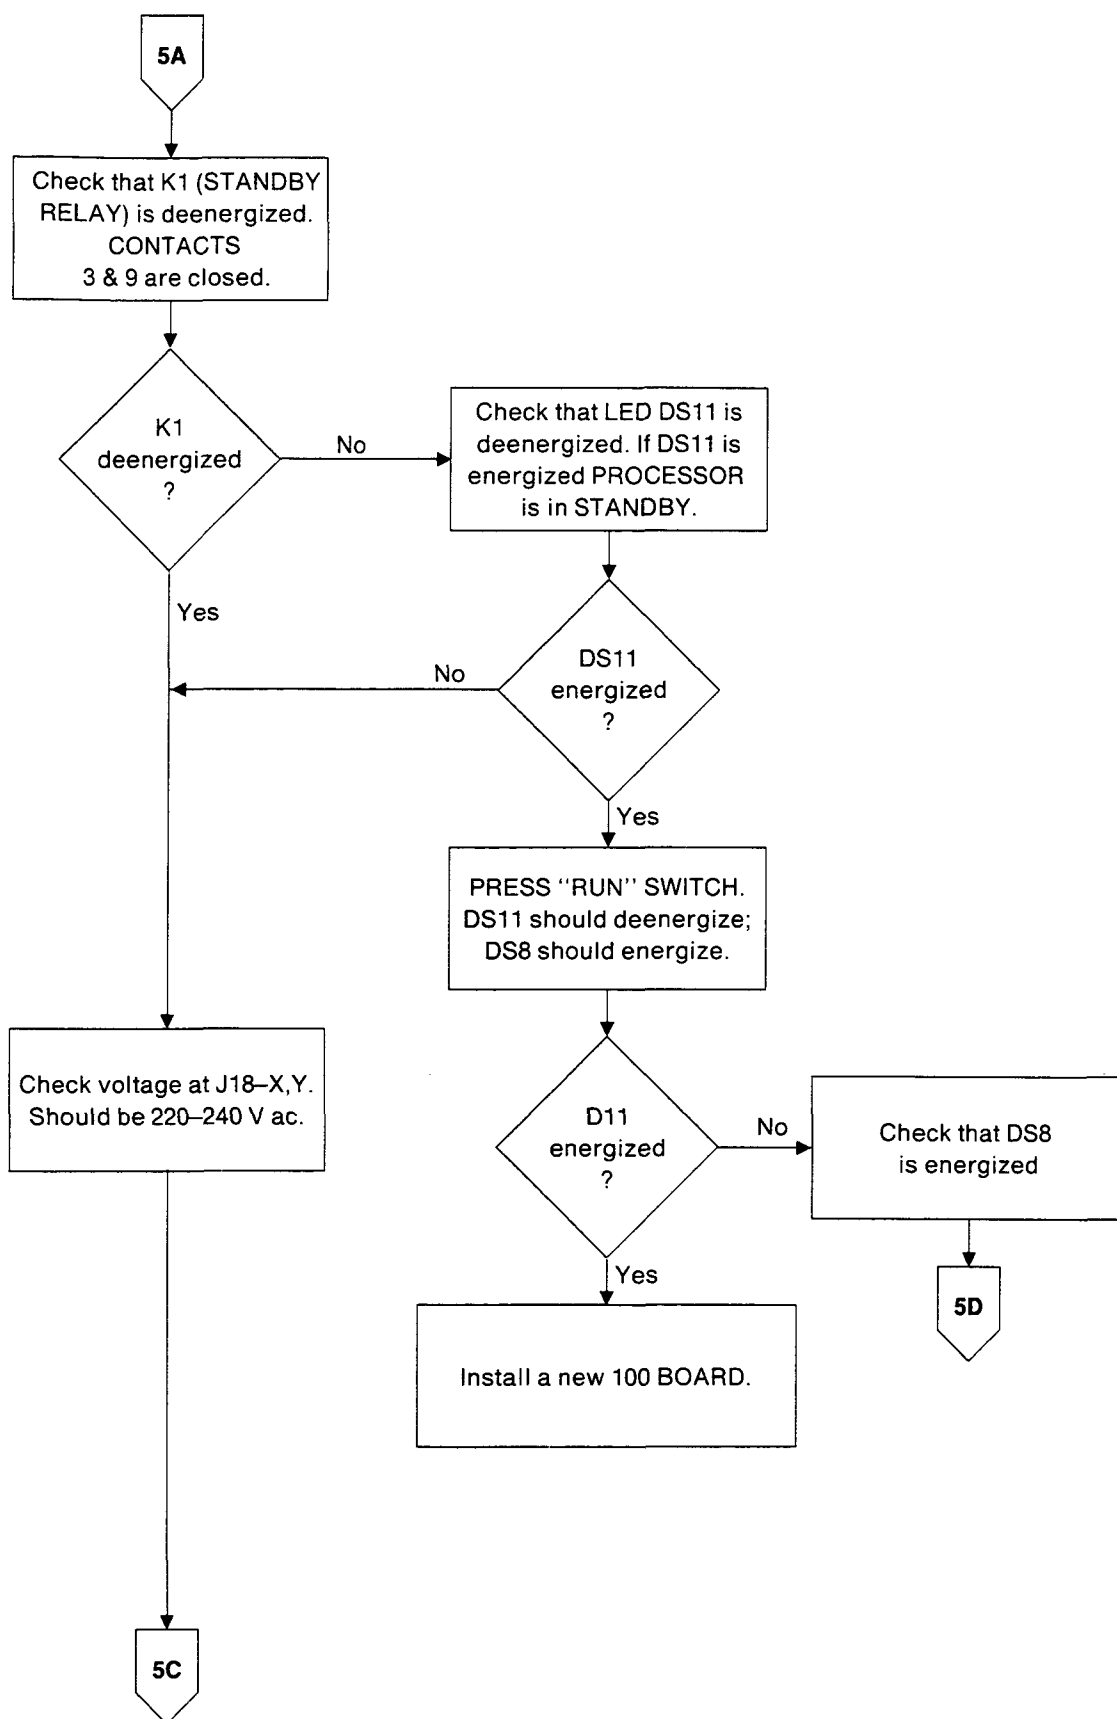 5A
Check that K1 (STANDBY
RELAY) is deenergized.
CONTACTS
3 & 9 are closed.
K1
deenergized
?
No
Check that LED DS11 is
deenergized. If DS11 is
energized PROCESSOR
is in STANDBY.
Yes
No
DS11
energized
?
Yes
PRESS “RUN” SWITCH.
DS11 should deenergize;
DS8 should energize.
Check voltage at J18–X,Y.
Should be 220–240 V ac.
D11
energized
?
No
Check that DS8
is energized
Yes
5D
Install a new 100 BOARD.
5C